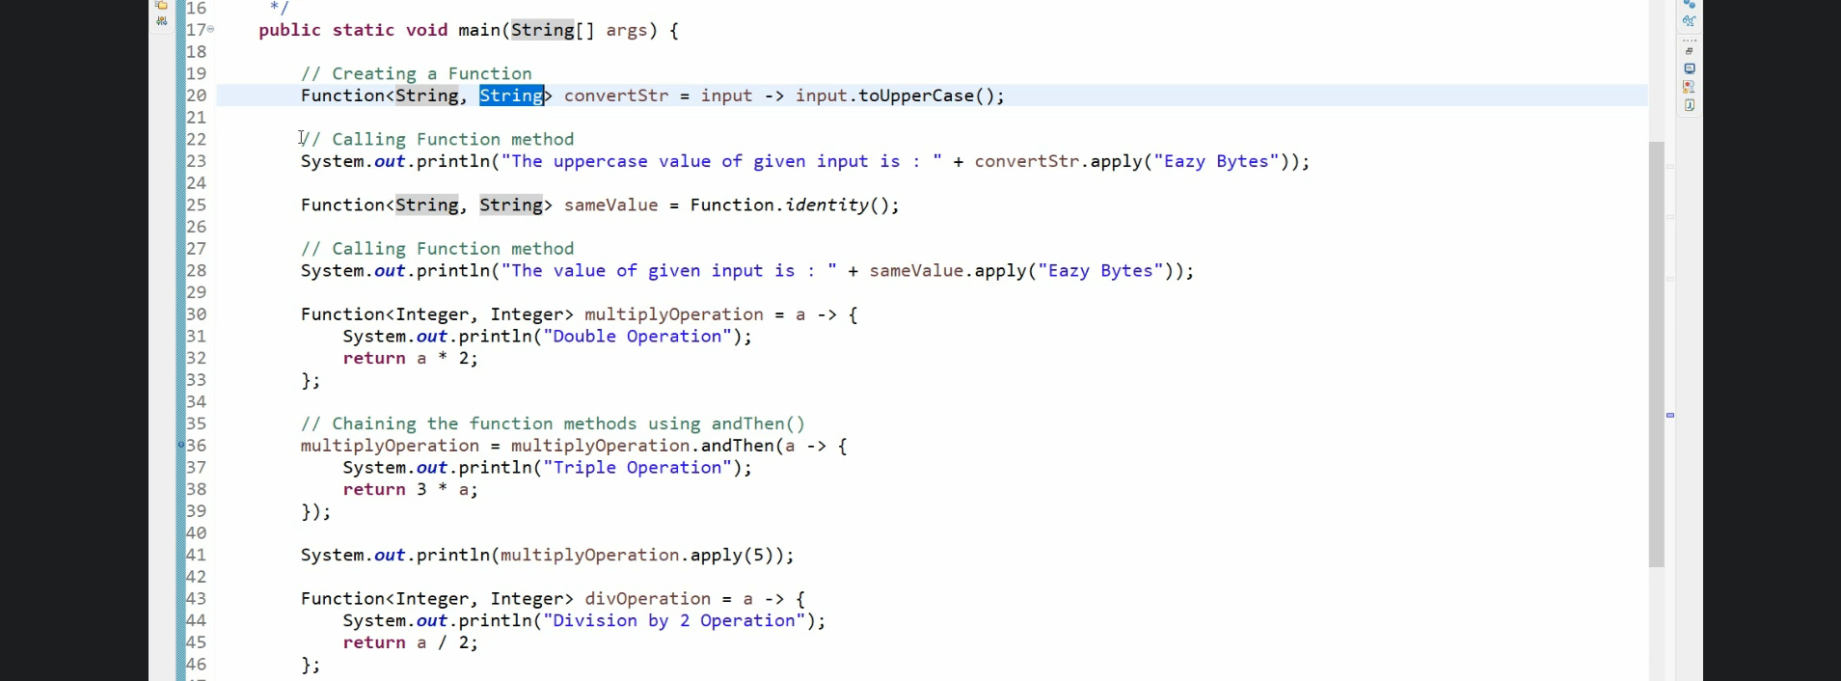 16 */
17 public static void main(String[] args) {
18
19 // Creating a Function
20 Function<String, String> convertStr = input -> input.toUpperCase();
21
22 // Calling Function method
23 System.out.println("The uppercase value of given input is : " + convertStr.apply("Eazy Bytes"));
24
25 Function<String, String> sameValue = Function.identity();
26
27 // Calling Function method
28 System.out.println("The value of given input is : " + sameValue.apply("Eazy Bytes"));
29
30 Function<Integer, Integer> multiplyOperation = a -> {
31 System.out.println("Double Operation");
32 return a * 2;
33 };
34
35 // Chaining the function methods using andThen()
36 multiplyOperation = multiplyOperation.andThen(a -> {
37 System.out.println("Triple Operation");
38 return 3 * a;
39 });
40
41 System.out.println(multiplyOperation.apply(5));
42
43 Function<Integer, Integer> divOperation = a -> {
44 System.out.println("Division by 2 Operation");
45 return a / 2;
46 };